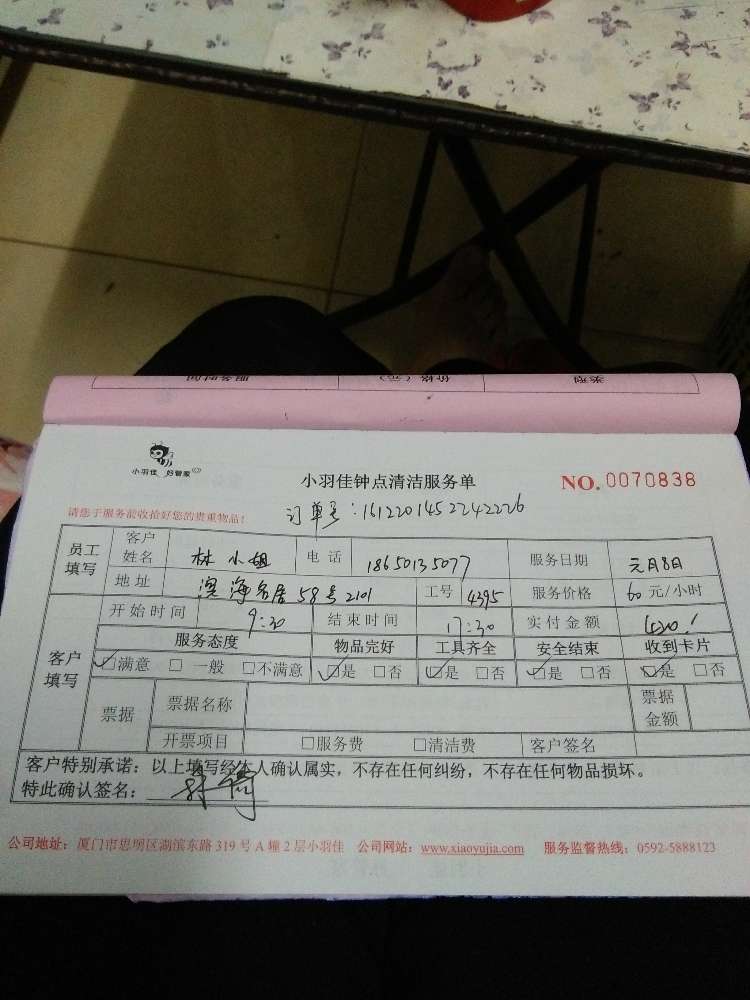 小羽佳 好管家
小羽佳钟点清洁服务单
NO.0070838
请您于服务前收拾好您的贵重物品!
订单号:16122014522242226
员工填写 客户姓名 林小姐 电话 18650135077 服务日期 元月8日
地址 澳海名居58号2101 工号 4395 服务价格 60元/小时
客户填写 开始时间 9:30 结束时间 17:30 实付金额
服务态度 物品完好 工具齐全 安全结束 收到卡片
☑满意 □一般 □不满意 ☑是 □否 ☑是 □否 ☑是 □否 ☑是 □否
票据 票据名称 票据金额
开票项目 □服务费 □清洁费 客户签名
客户特别承诺:以上填写经本人确认属实,不存在任何纠纷,不存在任何物品损坏。
特此确认签名:
公司地址:厦门市思明区湖滨东路319号A幢2层小羽佳 公司网站:www.xiaoyujia.com 服务监督热线:0592-5888123